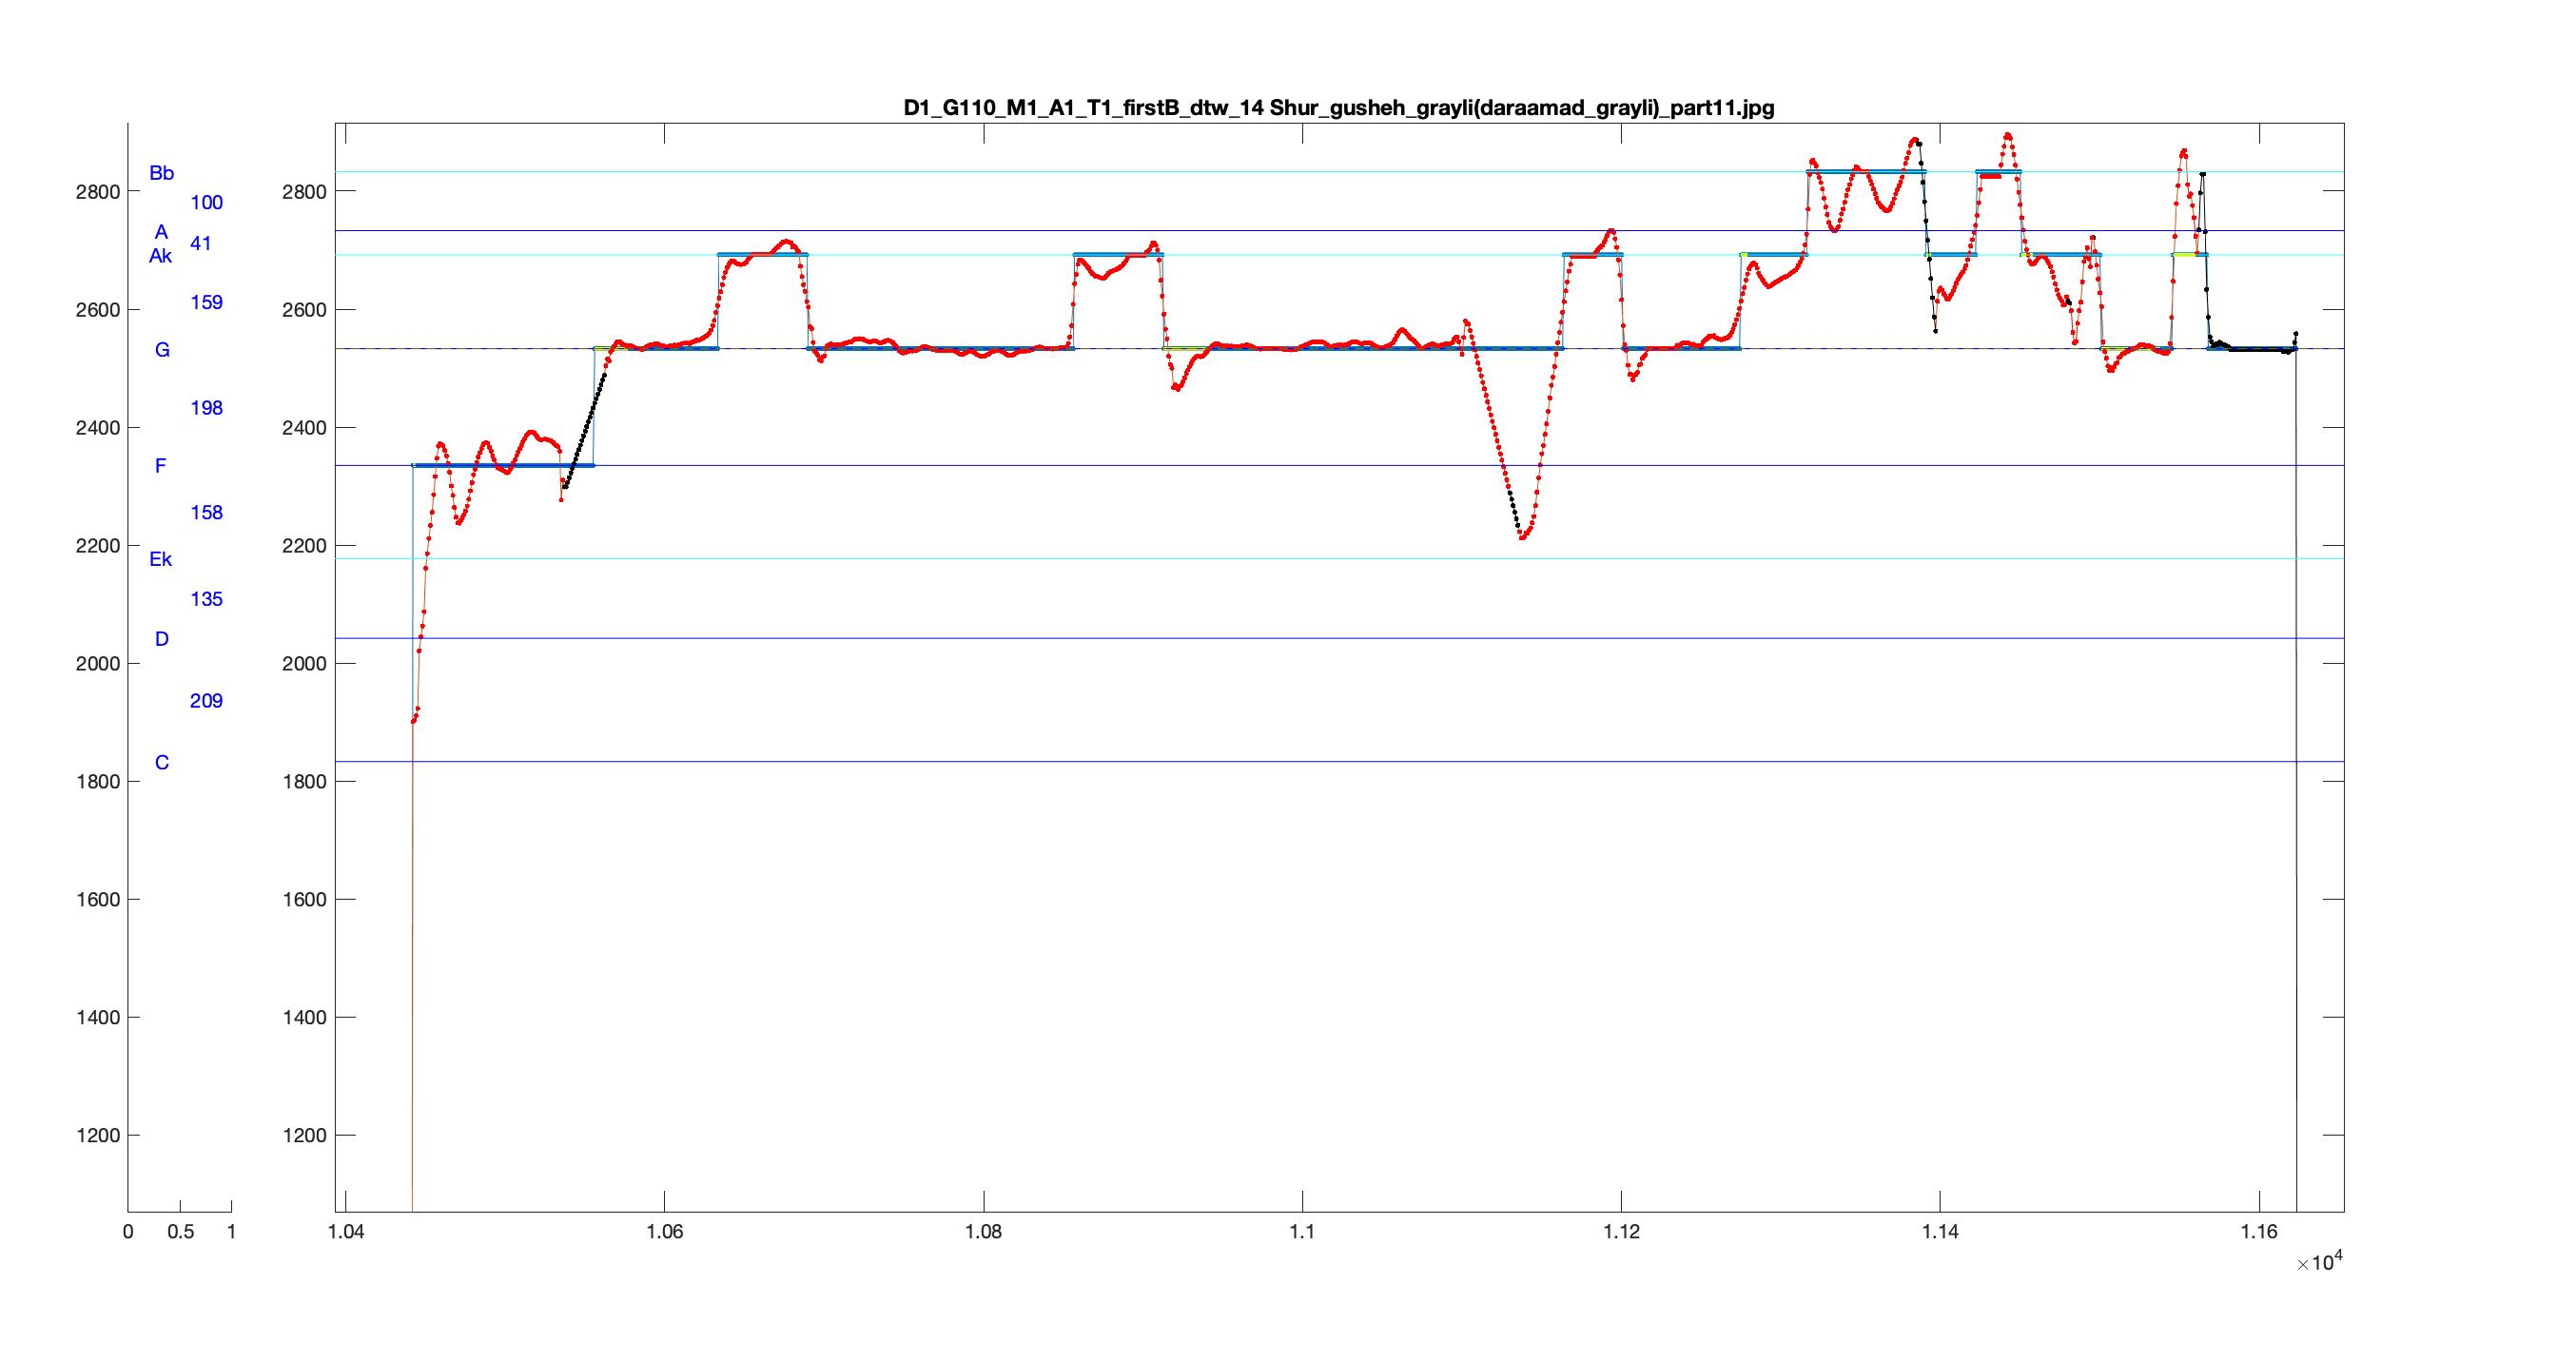 D1_G110_M1_A1_T1_firstB_dtw_14 Shur_gusheh_grayli(daraamad_grayli)_part11.jpg
Bb
2800 2800
100
A
41
Ak
159
2600 2600
G
198
2400 2400
F
158
2200 2200
Ek
135
D
2000 2000
209
C
1800 1800
1600 1600
1400 1400
1200 1200
0 0.5 1 1.04 1.06 1.08 1.1 1.12 1.14 1.16
×10⁴